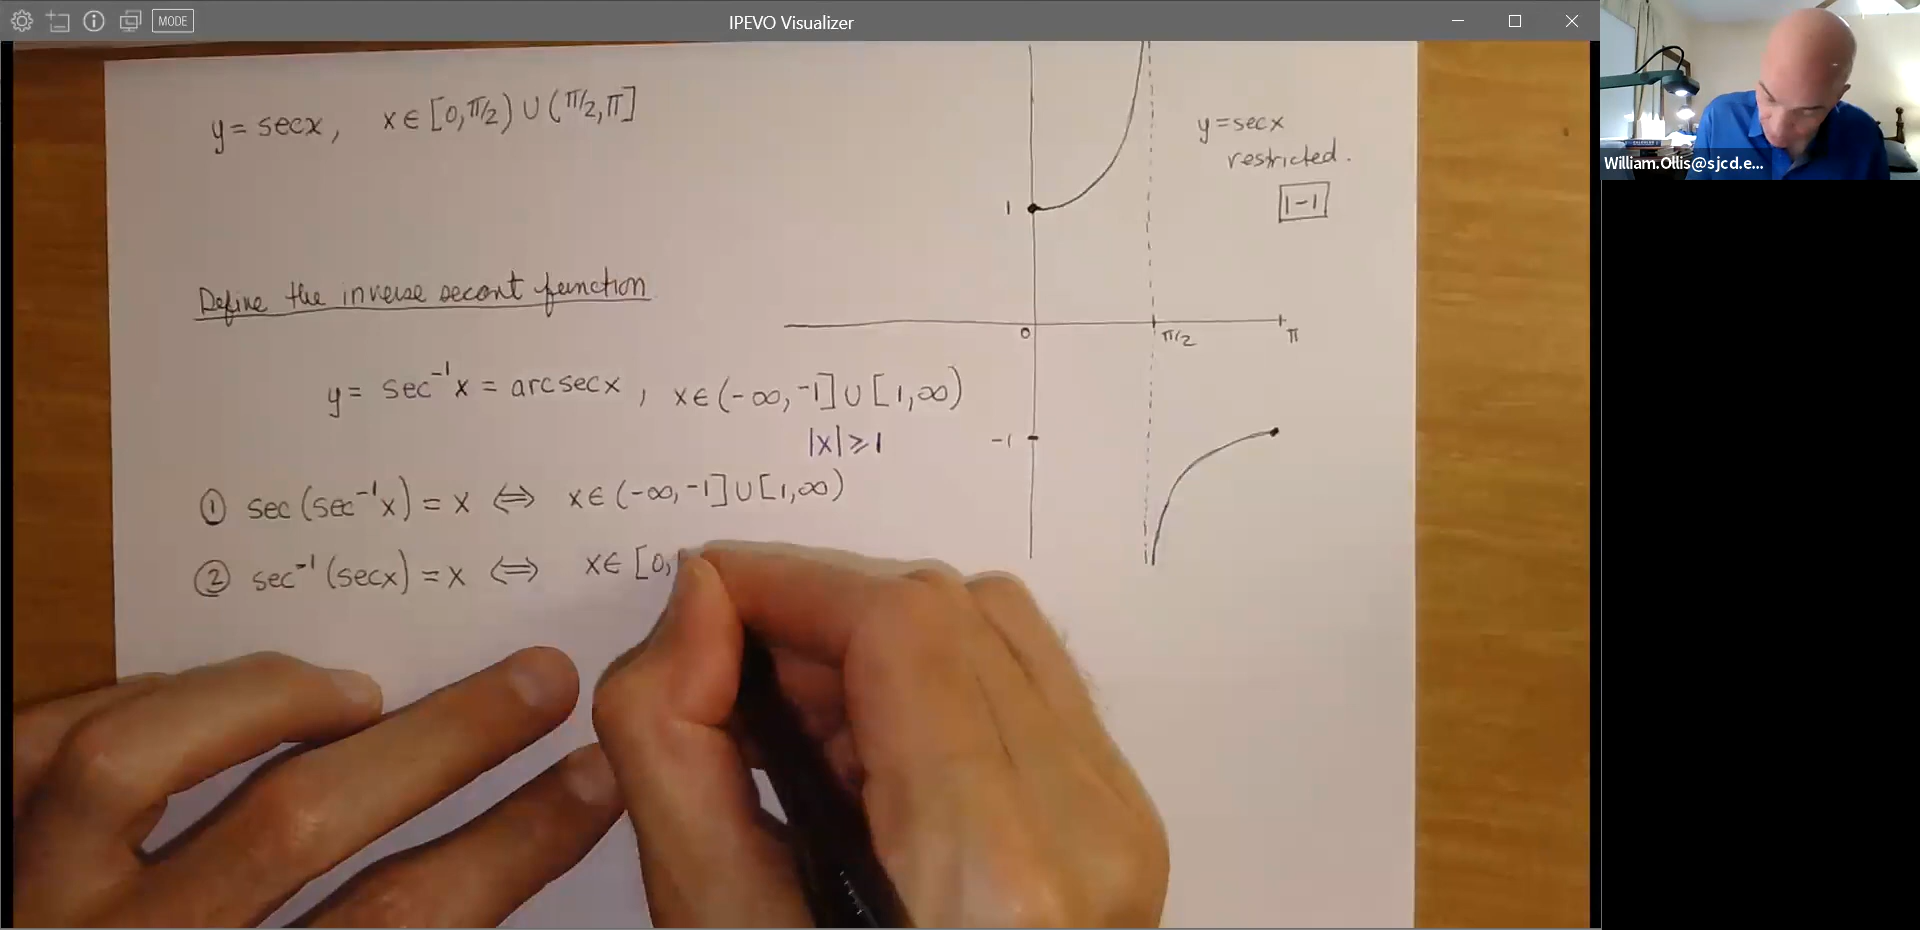 MODE
IPEVO Visualizer
y = secx, x ∈ [0, π/2) ∪ (π/2, π]
y = secx
restricted.
1-1
1
Define the inverse secant function
0
π/2
π
y = sec⁻¹x = arcsecx, x ∈ (-∞, -1] ∪ [1, ∞)
|x| ⩾ 1
-1
① sec(sec⁻¹x) = x ⇔ x ∈ (-∞, -1] ∪ [1, ∞)
② sec⁻¹(secx) = x ⇔ x ∈ [0,
William.Ollis@sjcd.e...